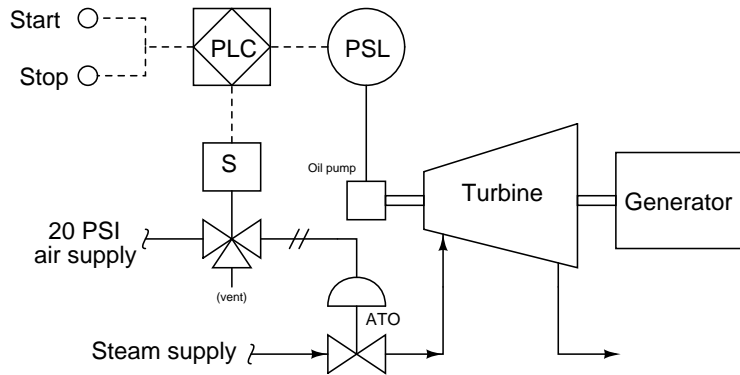 Start
Stop
PLC
PSL
S
Oil pump
Turbine
Generator
20 PSI
air supply
(vent)
ATO
Steam supply